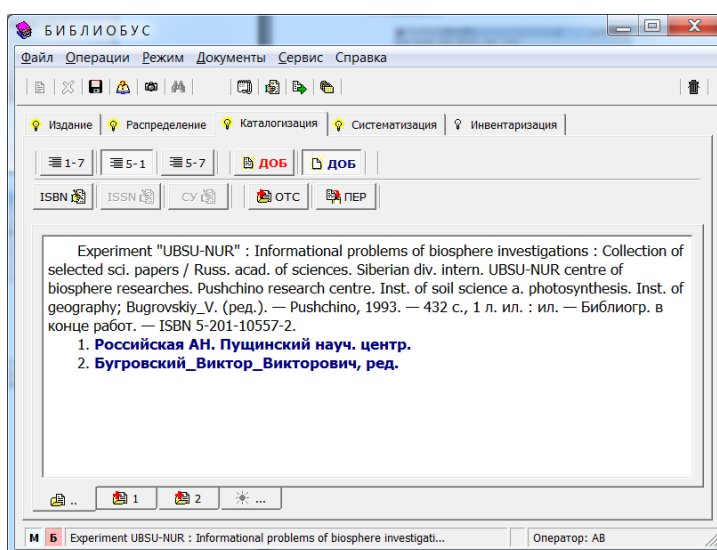 БИБЛИОБУС
Файл Операции Режим Документы Сервис Справка
Издание Распределение Каталогизация Систематизация Инвентаризация
1-7 5-1 5-7 ДОБ ДОБ
ISBN ISSN СУ ОТС ПЕР
Experiment "UBSU-NUR" : Informational problems of biosphere investigations : Collection of
selected sci. papers / Russ. acad. of sciences. Siberian div. intern. UBSU-NUR centre of
biosphere researches. Pushchino research centre. Inst. of soil science a. photosynthesis. Inst. of
geography; Bugrovskiy_V. (ред.). — Pushchino, 1993. — 432 с., 1 л. ил. : ил. — Библиогр. в
конце работ. — ISBN 5-201-10557-2.
1. Российская АН. Пущинский науч. центр.
2. Бугровский_Виктор_Викторович, ред.
.. 1 2 ...
М Б Experiment UBSU-NUR : Informational problems of biosphere investigati... Оператор: АВ